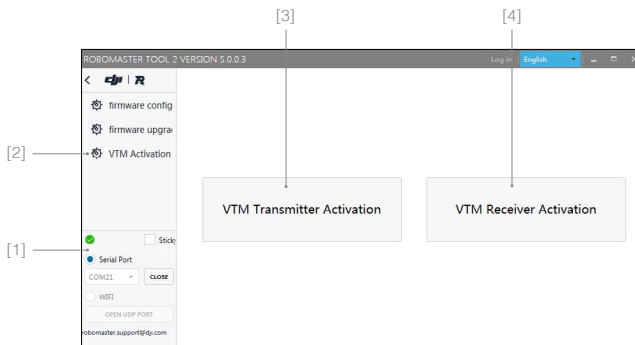 [3] [4]
ROBOMASTER TOOL 2 VERSION 5.0.0.3 Log in English
dji R
firmware config
firmware upgra
[2] VTM Activation
VTM Transmitter Activation VTM Receiver Activation
Sticky
[1]
Serial Port
COM21 CLOSE
WIFI
OPEN UDP PORT
robomaster.support@dji.com